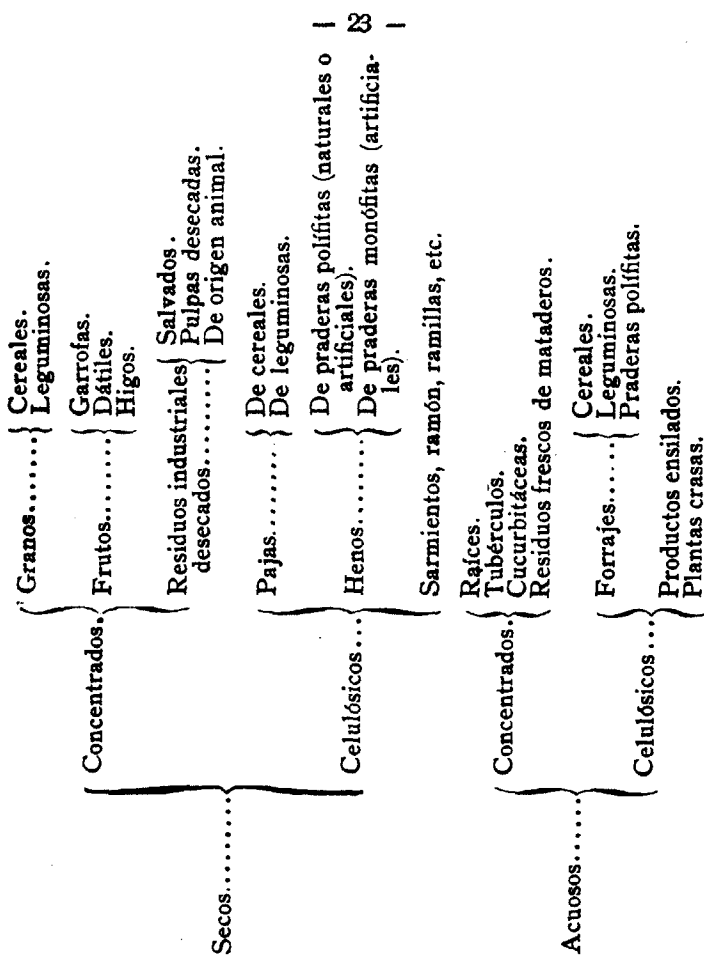 — 23 —
Secos.........
Concentrados.
Granos.......
Cereales.
Leguminosas.
Frutos........
Garrofas.
Dátiles.
Higos.
Residuos industriales
desecados........
Salvados.
Pulpas desecadas.
De origen animal.
Celulósicos...
Pajas.........
De cereales.
De leguminosas.
Henos........
De praderas polífitas (naturales o
artificiales).
De praderas monófitas (artificia-
les).
Sarmientos, ramón, ramillas, etc.
Acuosos.......
Concentrados.
Raíces.
Tubérculos.
Cucurbitáceas.
Residuos frescos de mataderos.
Celulósicos...
Forrajes......
Cereales.
Leguminosas.
Praderas polífitas.
Productos ensilados.
Plantas crasas.